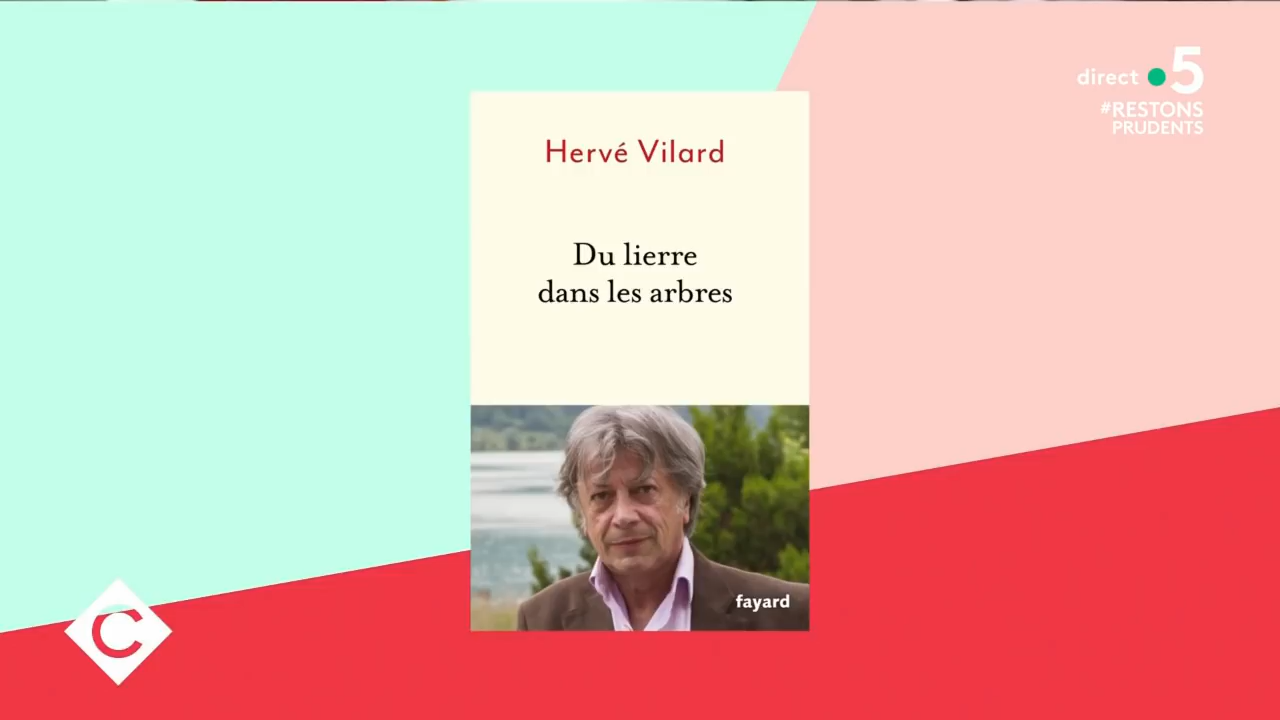 direct 5
#RESTONS
PRUDENTS
Hervé Vilard
Du lierre
dans les arbres
fayard
C